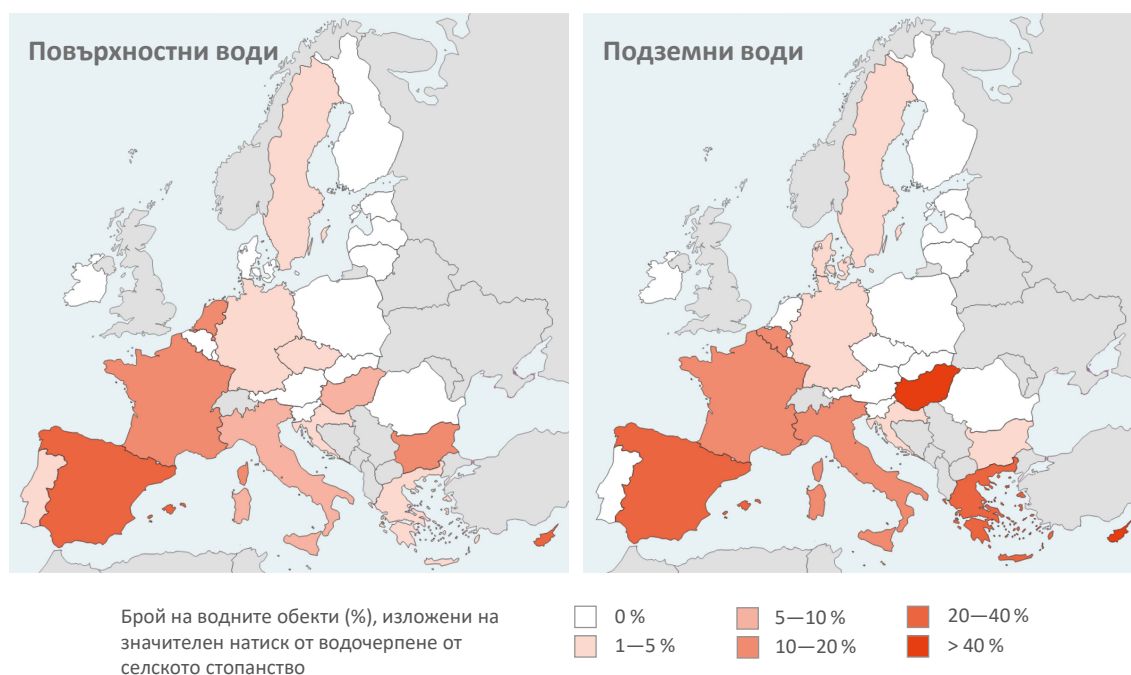 Повърхностни води
Подземни води
Брой на водните обекти (%), изложени на
значителен натиск от водочерпене от
селското стопанство
0 %
1—5 %
5—10 %
10—20 %
20—40 %
> 40 %